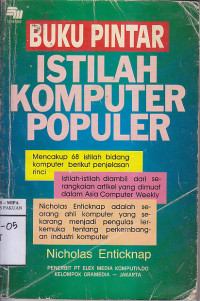 BUKU PINTAR
ISTILAH
KOMPUTER
POPULER
Mencakup 68 istilah bidang
komputer berikut penjelasan
rinci
Istilah-istilah diambil dari se-
rangkaian artikel yang dimuat
dalam Asia Computer Weekly
Nicholas Enticknap adalah se-
orang ahli komputer yang se-
karang menjadi pengulas ter-
kemuka tentang perkembang-
an industri komputer
Nicholas Enticknap
PENERBIT PT ELEX MEDIA KOMPUTINDO
KELOMPOK GRAMEDIA – JAKARTA
-05